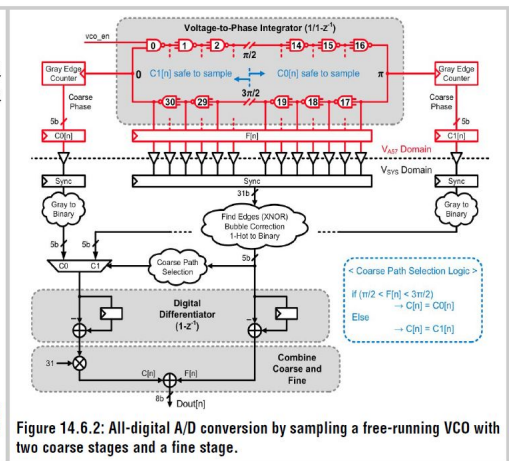 Voltage-to-Phase Integrator (1/1-z⁻¹)
vco_en
0 1 2 14 15 16
π/2
Gray Edge
Counter
0
C1[n] safe to sample
C0[n] safe to sample
π
Gray Edge
Counter
3π/2
Coarse
Phase
30 29 19 18 17
Coarse
Phase
5b
5b
C0[n]
F[n]
C1[n]
VA57 Domain
VSYS Domain
Sync
Sync
Sync
31b
Gray to
Binary
Find Edges (XNOR)
Bubble Correction
1-Hot to Binary
Gray to
Binary
5b
5b
5b
C0 C1
Coarse Path
Selection
< Coarse Path Selection Logic >
if (π/2 < F[n] < 3π/2)
→ C[n] = C0[n]
Else
→ C[n] = C1[n]
Digital
Differentiator
(1-z⁻¹)
31
Combine
Coarse and
Fine
C[n]
F[n]
8b
Dout[n]
Figure 14.6.2: All-digital A/D conversion by sampling a free-running VCO with
two coarse stages and a fine stage.